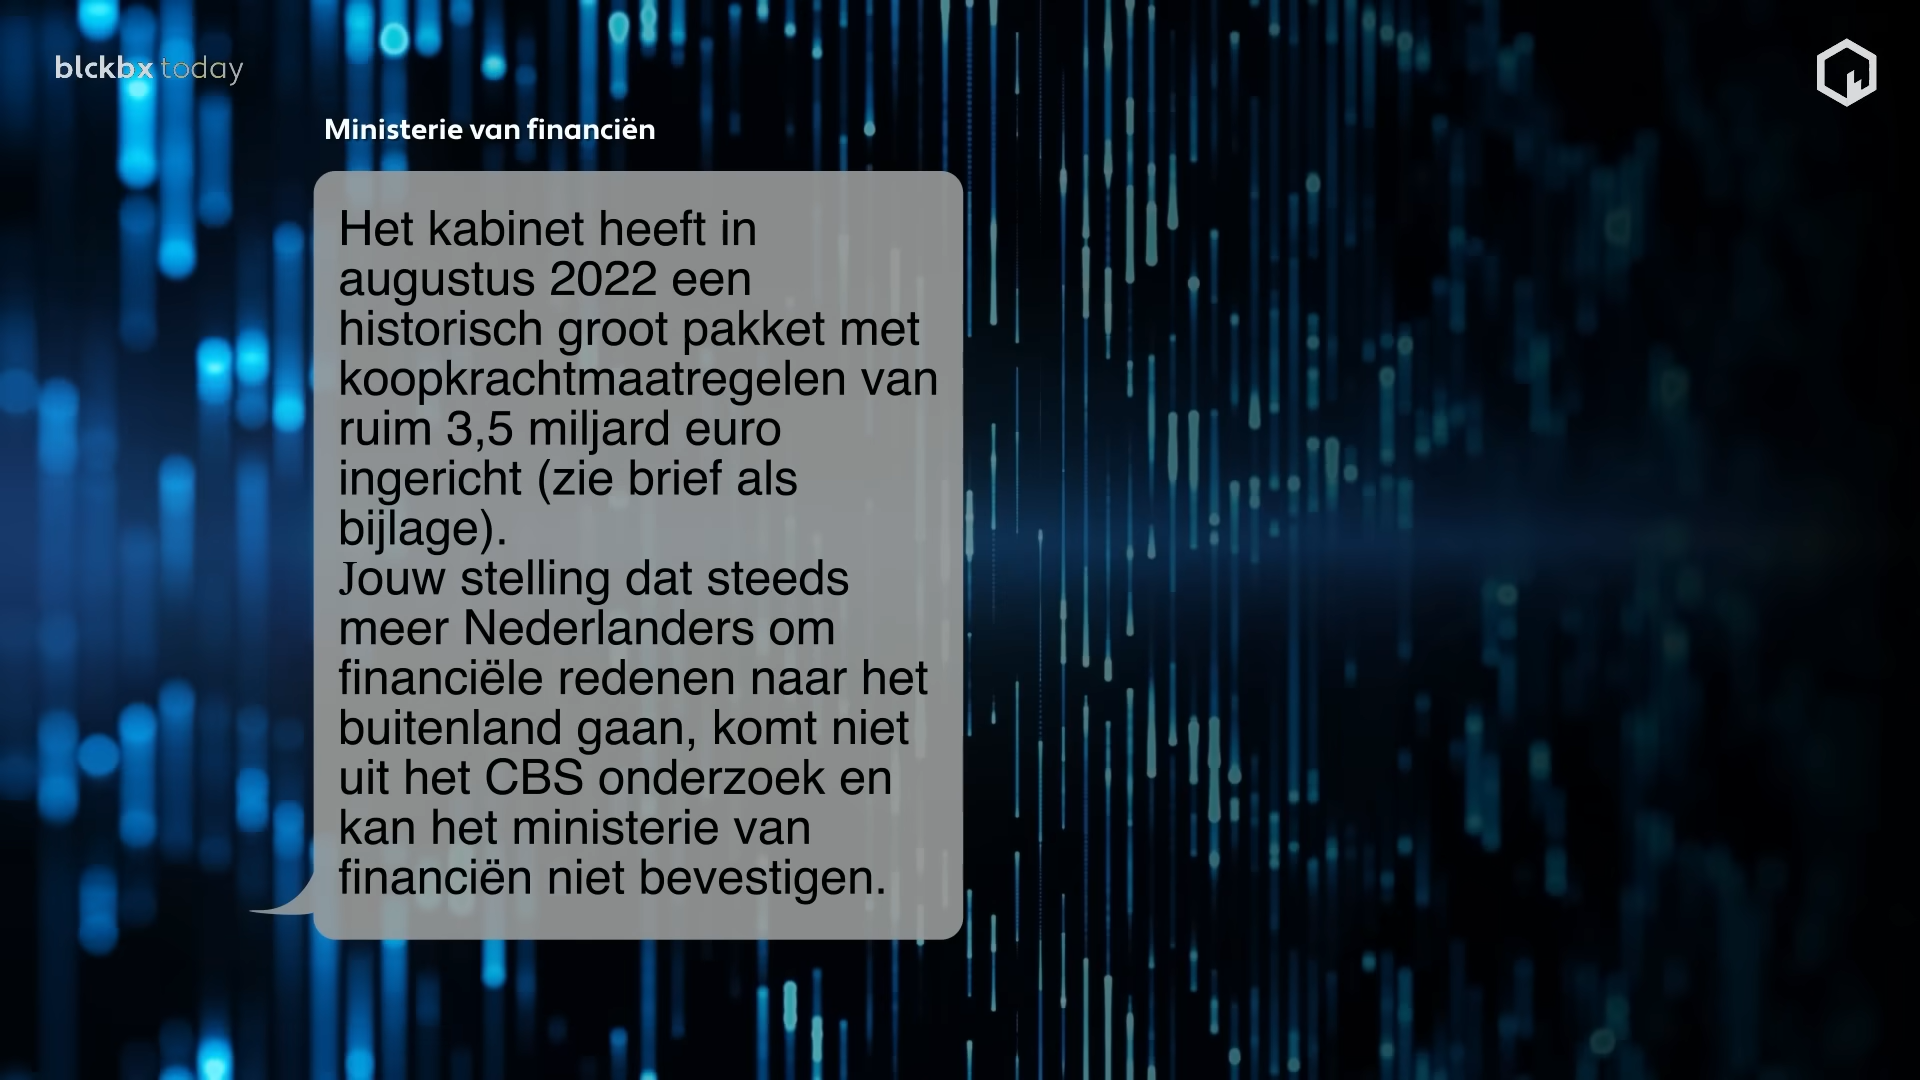 blckbx today
Ministerie van financiën
Het kabinet heeft in
augustus 2022 een
historisch groot pakket met
koopkrachtmaatregelen van
ruim 3,5 miljard euro
ingericht (zie brief als
bijlage).
Jouw stelling dat steeds
meer Nederlanders om
financiële redenen naar het
buitenland gaan, komt niet
uit het CBS onderzoek en
kan het ministerie van
financiën niet bevestigen.